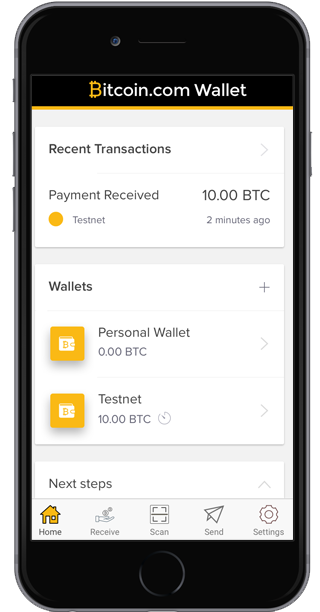 Bitcoin.com Wallet
Recent Transactions
Payment Received 10.00 BTC
Testnet 2 minutes ago
Wallets +
Personal Wallet
0.00 BTC
Testnet
10.00 BTC
Next steps
Home Receive Scan Send Settings